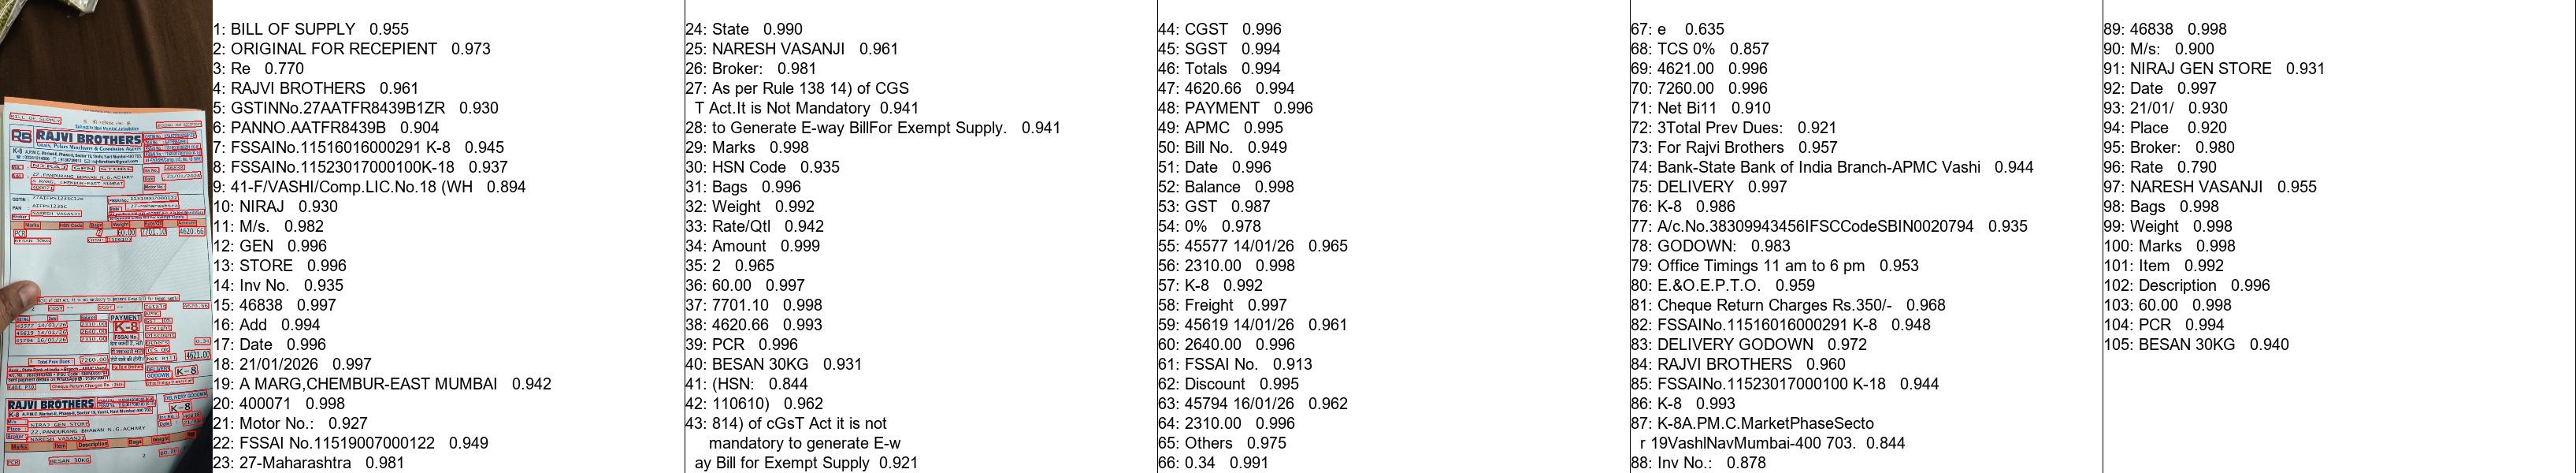 1: BILL OF SUPPLY 0.955
2: ORIGINAL FOR RECEPIENT 0.973
3: Re 0.770
4: RAJVI BROTHERS 0.961
5: GSTINNo.27AATFR8439B1ZR 0.930
6: PANNO.AATFR8439B 0.904
7: FSSAINo.11516016000291 K-8 0.945
8: FSSAINo.11523017000100K-18 0.937
9: 41-F/VASHI/Comp.LIC.No.18 (WH 0.894
10: NIRAJ 0.930
11: M/s. 0.982
12: GEN 0.996
13: STORE 0.996
14: Inv No. 0.935
15: 46838 0.997
16: Add 0.994
17: Date 0.996
18: 21/01/2026 0.997
19: A MARG,CHEMBUR-EAST MUMBAI 0.942
20: 400071 0.998
21: Motor No.: 0.927
22: FSSAI No.11519007000122 0.949
23: 27-Maharashtra 0.981
24: State 0.990
25: NARESH VASANJI 0.961
26: Broker: 0.981
27: As per Rule 138 14) of CGS
T Act.It is Not Mandatory 0.941
28: to Generate E-way BillFor Exempt Supply. 0.941
29: Marks 0.998
30: HSN Code 0.935
31: Bags 0.996
32: Weight 0.992
33: Rate/Qtl 0.942
34: Amount 0.999
35: 2 0.965
36: 60.00 0.997
37: 7701.10 0.998
38: 4620.66 0.993
39: PCR 0.996
40: BESAN 30KG 0.931
41: (HSN: 0.844
42: 110610) 0.962
43: 814) of cGsT Act it is not
mandatory to generate E-w
ay Bill for Exempt Supply 0.921
44: CGST 0.996
45: SGST 0.994
46: Totals 0.994
47: 4620.66 0.994
48: PAYMENT 0.996
49: APMC 0.995
50: Bill No. 0.949
51: Date 0.996
52: Balance 0.998
53: GST 0.987
54: 0% 0.978
55: 45577 14/01/26 0.965
56: 2310.00 0.998
57: K-8 0.992
58: Freight 0.997
59: 45619 14/01/26 0.961
60: 2640.00 0.996
61: FSSAI No. 0.913
62: Discount 0.995
63: 45794 16/01/26 0.962
64: 2310.00 0.996
65: Others 0.975
66: 0.34 0.991
67: e 0.635
68: TCS 0% 0.857
69: 4621.00 0.996
70: 7260.00 0.996
71: Net Bi11 0.910
72: 3Total Prev Dues: 0.921
73: For Rajvi Brothers 0.957
74: Bank-State Bank of India Branch-APMC Vashi 0.944
75: DELIVERY 0.997
76: K-8 0.986
77: A/c.No.38309943456IFSCCodeSBIN0020794 0.935
78: GODOWN: 0.983
79: Office Timings 11 am to 6 pm 0.953
80: E.&O.E.P.T.O. 0.959
81: Cheque Return Charges Rs.350/- 0.968
82: FSSAINo.11516016000291 K-8 0.948
83: DELIVERY GODOWN 0.972
84: RAJVI BROTHERS 0.960
85: FSSAINo.11523017000100 K-18 0.944
86: K-8 0.993
87: K-8A.PM.C.MarketPhaseSecto
r 19VashlNavMumbai-400 703. 0.844
88: Inv No.: 0.878
89: 46838 0.998
90: M/s: 0.900
91: NIRAJ GEN STORE 0.931
92: Date 0.997
93: 21/01/ 0.930
94: Place 0.920
95: Broker: 0.980
96: Rate 0.790
97: NARESH VASANJI 0.955
98: Bags 0.998
99: Weight 0.998
100: Marks 0.998
101: Item 0.992
102: Description 0.996
103: 60.00 0.998
104: PCR 0.994
105: BESAN 30KG 0.940